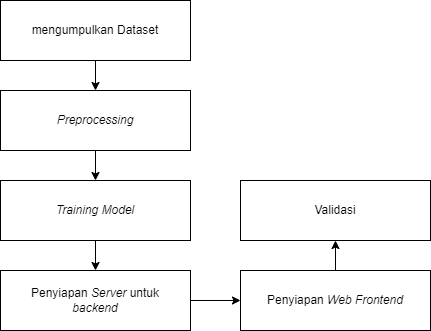 mengumpulkan Dataset
Preprocessing
Training Model
Penyiapan Server untuk
backend
Penyiapan Web Frontend
Validasi